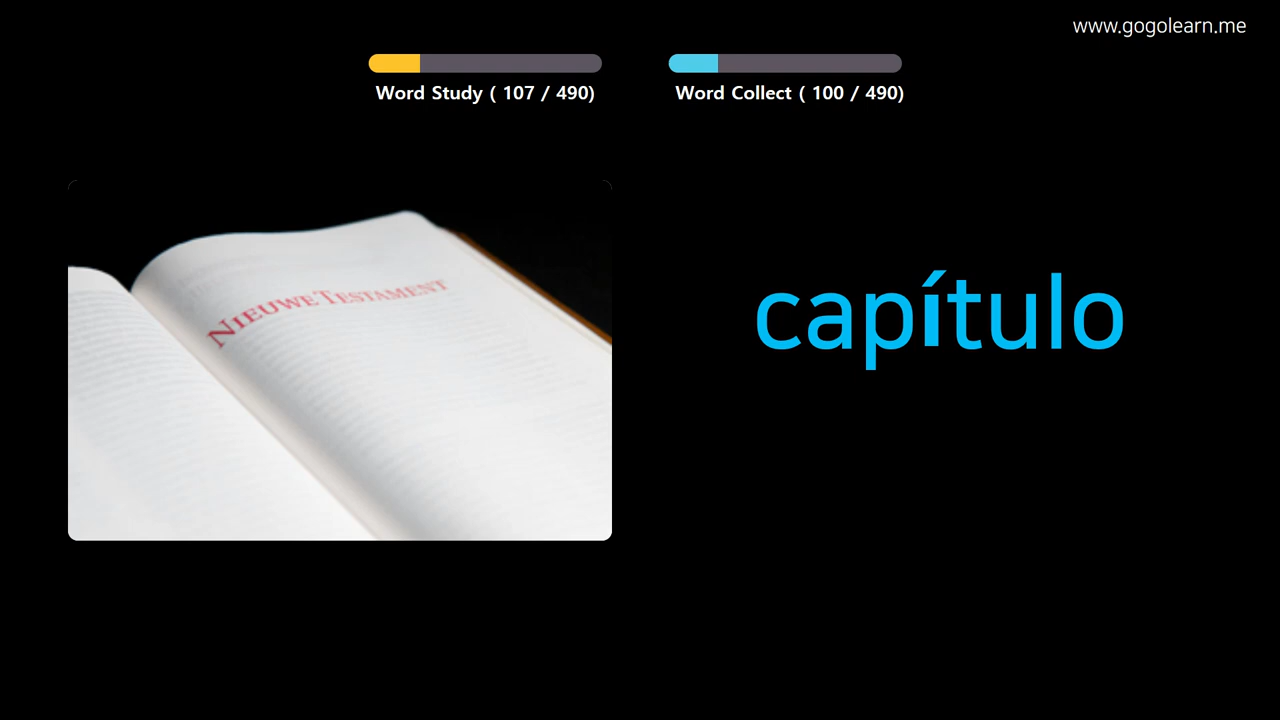 www.gogolearn.me
Word Study ( 107 / 490)
Word Collect ( 100 / 490)
NIEUWE TESTAMENT
capítulo